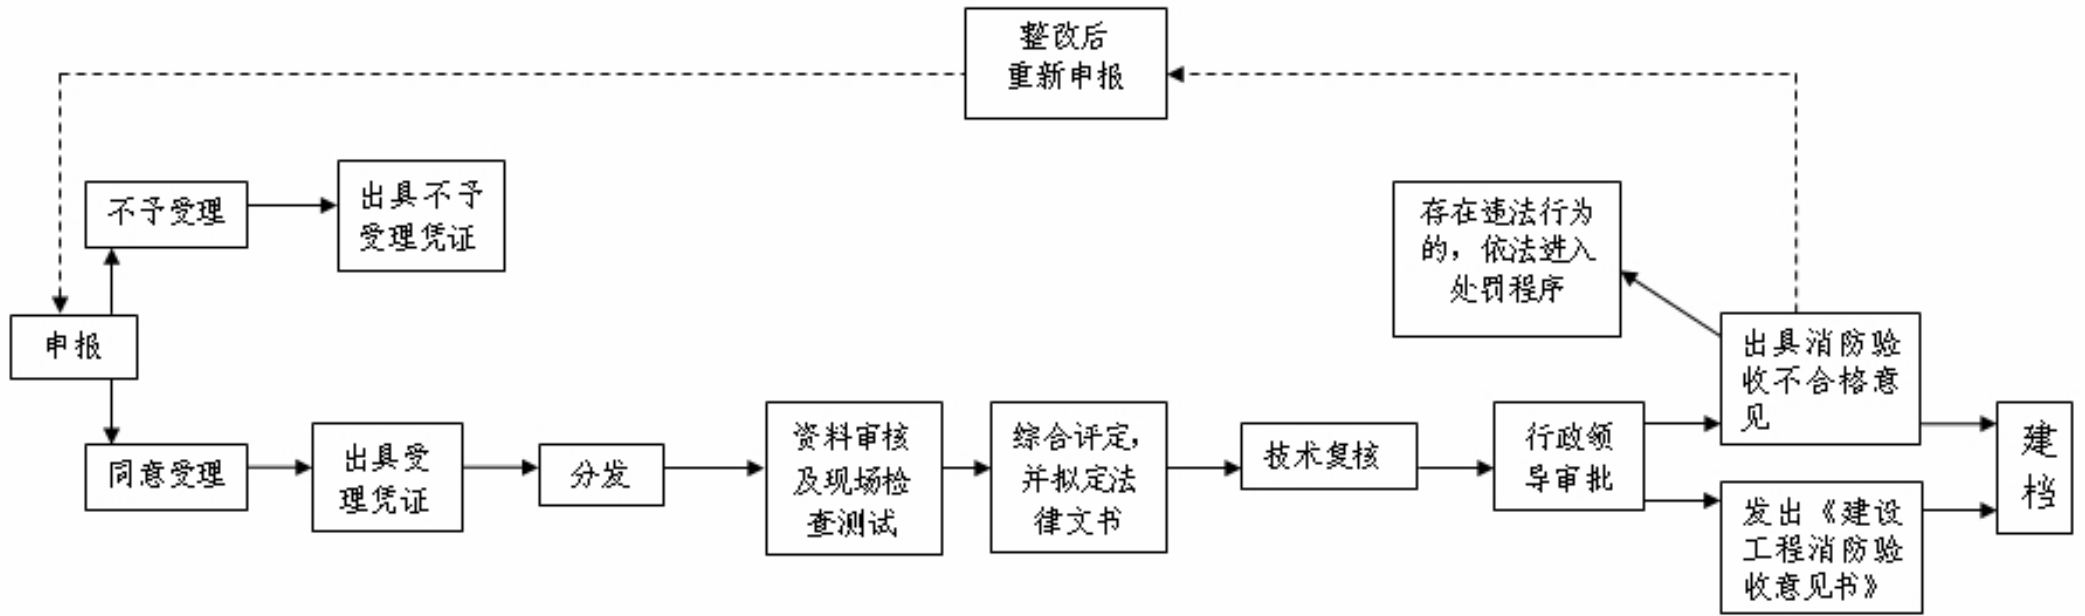 整改后
重新申报
不予受理
出具不予
受理凭证
存在违法行为
的，依法进入
处罚程序
申报
出具消防验
收不合格意
见
同意受理
出具受
理凭证
分发
资料审核
及现场检
查测试
综合评定，
并拟定法
律文书
技术复核
行政领
导审批
发出《建设
工程消防验
收意见书》
建
档